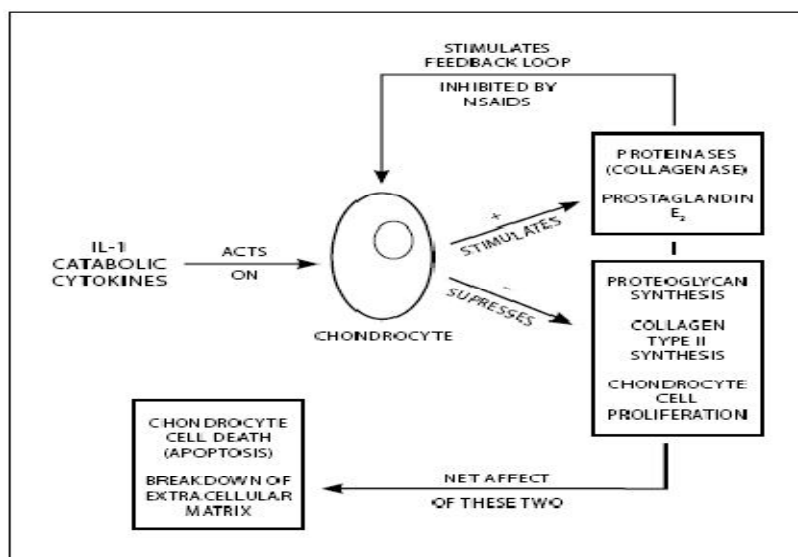 STIMULATES
FEEDBACK LOOP
INHIBITED BY
NSAIDS
PROTEINASES
(COLLAGENASE)
PROSTAGLANDIN
E₂
IL-1
CATABOLIC
CYTOKINES
ACTS
ON
+
STIMULATES
-
SUPRESSES
CHONDROCYTE
PROTEOGLYCAN
SYNTHESIS
COLLAGEN
TYPE II
SYNTHESIS
CHONDROCYTE
CELL
PROLIFERATION
CHONDROCYTE
CELL DEATH
(APOPTOSIS)
BREAKDOWN OF
EXTRACELLULAR
MATRIX
NET AFFECT
OF THESE TWO